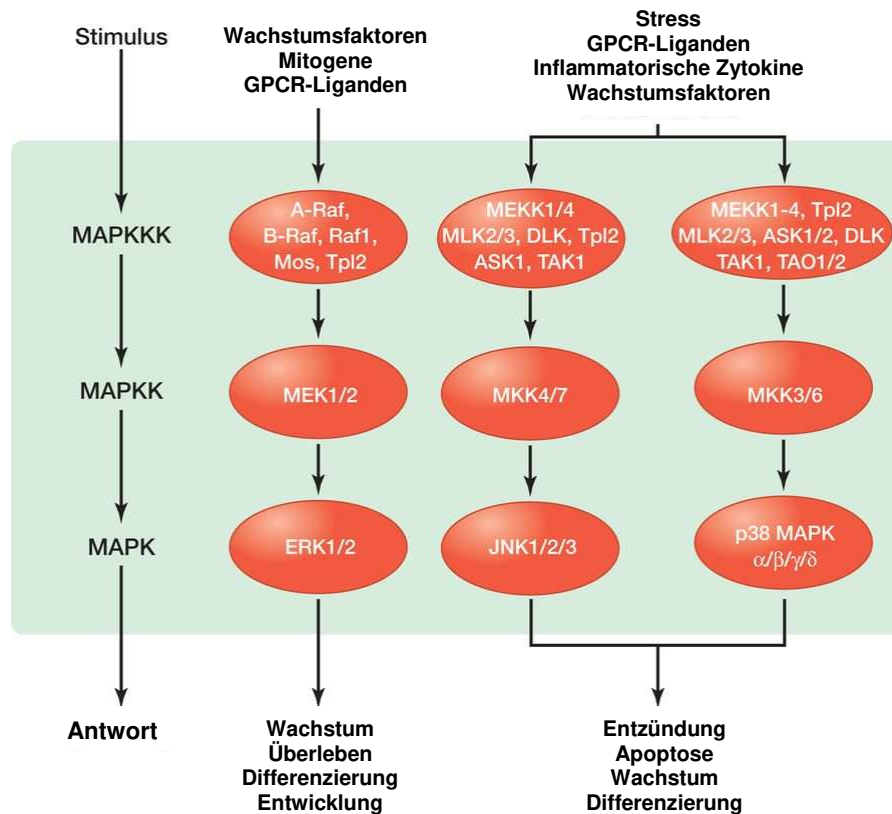 Stimulus
Wachstumsfaktoren
Mitogene
GPCR-Liganden
Stress
GPCR-Liganden
Inflammatorische Zytokine
Wachstumsfaktoren
MAPKKK
A-Raf,
B-Raf, Raf1,
Mos, Tpl2
MEKK1/4
MLK2/3, DLK, Tpl2
ASK1, TAK1
MEKK1-4, Tpl2
MLK2/3, ASK1/2, DLK
TAK1, TAO1/2
MAPKK
MEK1/2
MKK4/7
MKK3/6
MAPK
ERK1/2
JNK1/2/3
p38 MAPK
α/β/γ/δ
Antwort
Wachstum
Überleben
Differenzierung
Entwicklung
Entzündung
Apoptose
Wachstum
Differenzierung